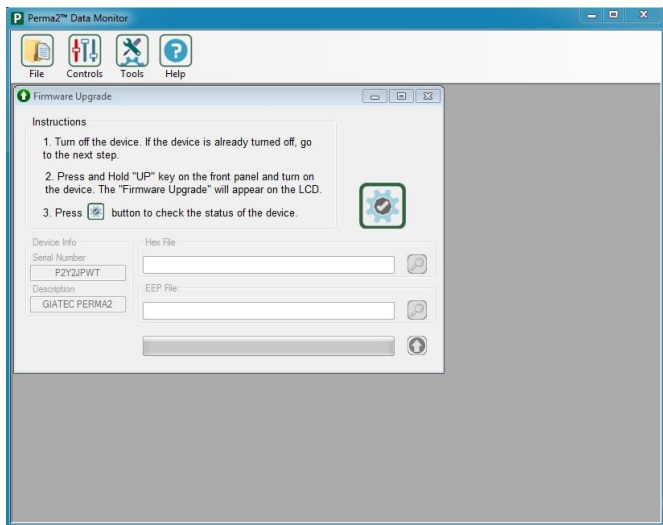 P Perma2™ Data Monitor
File Controls Tools Help
Firmware Upgrade
Instructions
1. Turn off the device. If the device is already turned off, go
to the next step.
2. Press and Hold "UP" key on the front panel and turn on
the device. The "Firmware Upgrade" will appear on the LCD.
3. Press button to check the status of the device.
Device Info
Serial Number
P2Y2JPWT
Description
GIATEC PERMA2
Hex File
EEP File